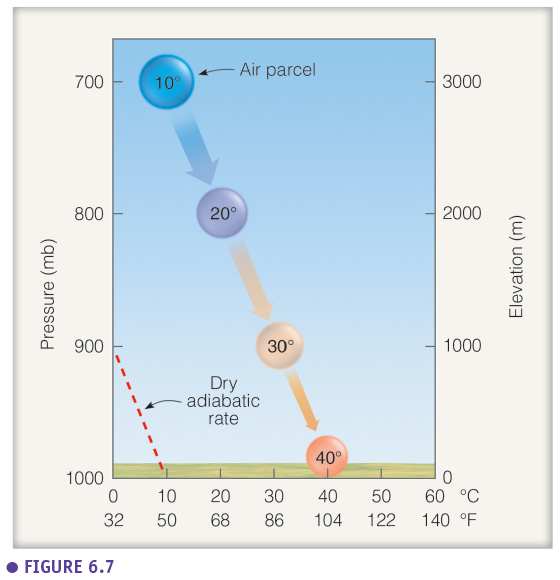 10°
Air parcel
700
3000
20°
800
2000
Pressure (mb)
Elevation (m)
30°
900
1000
Dry
adiabatic
rate
40°
1000
0
0 10 20 30 40 50 60 °C
32 50 68 86 104 122 140 °F
● FIGURE 6.7